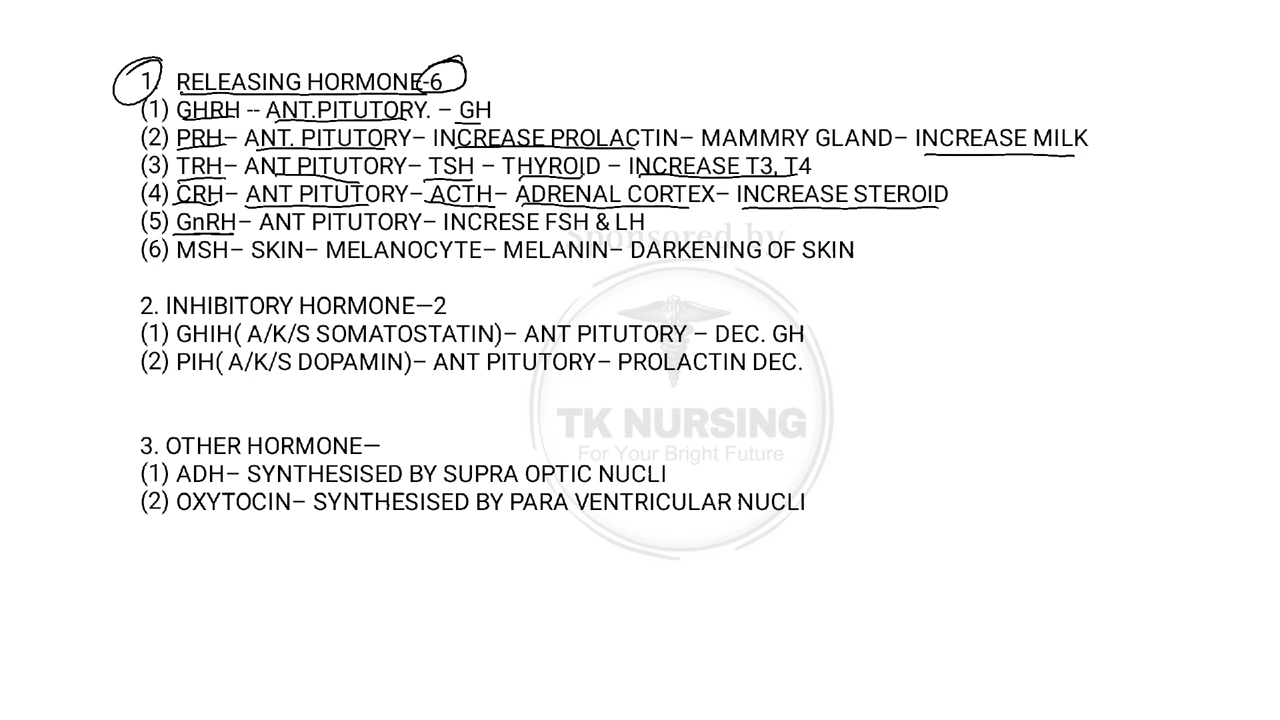 1. RELEASING HORMONE-6
(1) GHRH -- ANT.PITUTORY. – GH
(2) PRH– ANT. PITUTORY– INCREASE PROLACTIN– MAMMRY GLAND– INCREASE MILK
(3) TRH– ANT PITUTORY– TSH – THYROID – INCREASE T3, T4
(4) CRH– ANT PITUTORY– ACTH– ADRENAL CORTEX– INCREASE STEROID
(5) GnRH– ANT PITUTORY– INCRESE FSH & LH
Sponsored by
(6) MSH– SKIN– MELANOCYTE– MELANIN– DARKENING OF SKIN
2. INHIBITORY HORMONE—2
(1) GHIH( A/K/S SOMATOSTATIN)– ANT PITUTORY – DEC. GH
(2) PIH( A/K/S DOPAMIN)– ANT PITUTORY– PROLACTIN DEC.
TK NURSING
For Your Bright Future
3. OTHER HORMONE—
(1) ADH– SYNTHESISED BY SUPRA OPTIC NUCLI
(2) OXYTOCIN– SYNTHESISED BY PARA VENTRICULAR NUCLI